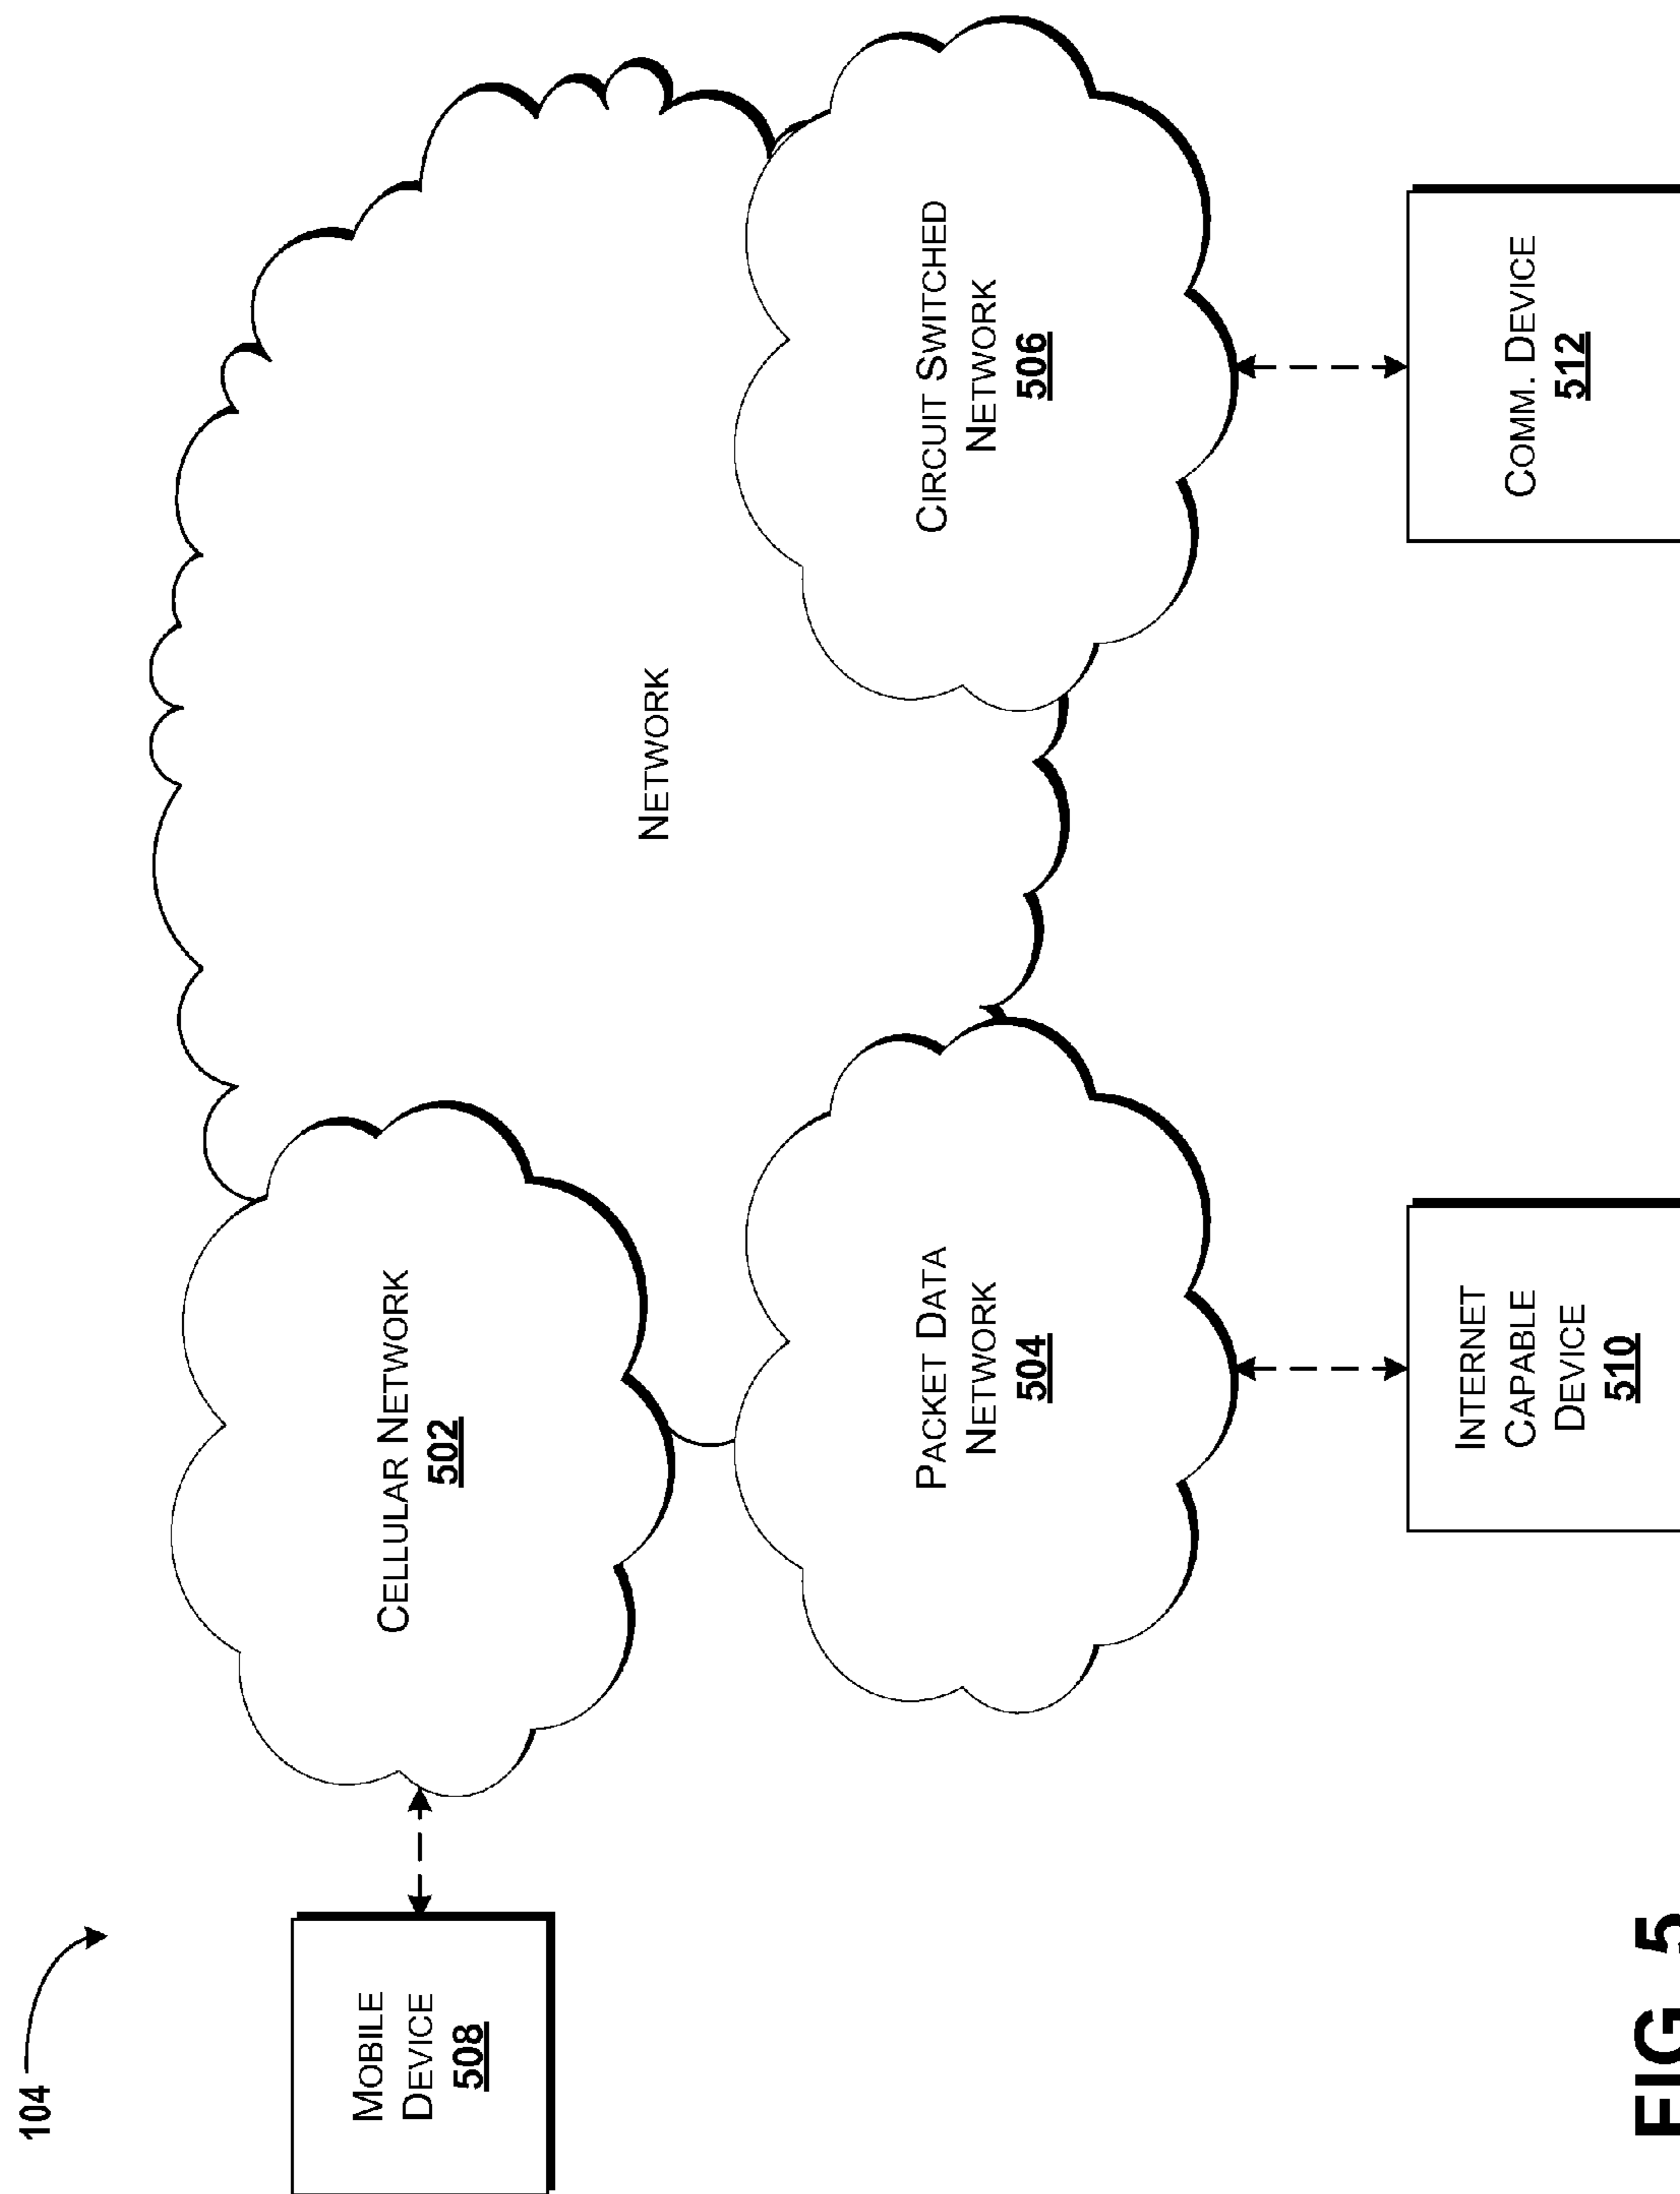 104
MOBILE
DEVICE
508
CELLULAR NETWORK
502
NETWORK
PACKET DATA
NETWORK
504
CIRCUIT SWITCHED
NETWORK
506
INTERNET
CAPABLE
DEVICE
510
COMM. DEVICE
512
FIG. 5